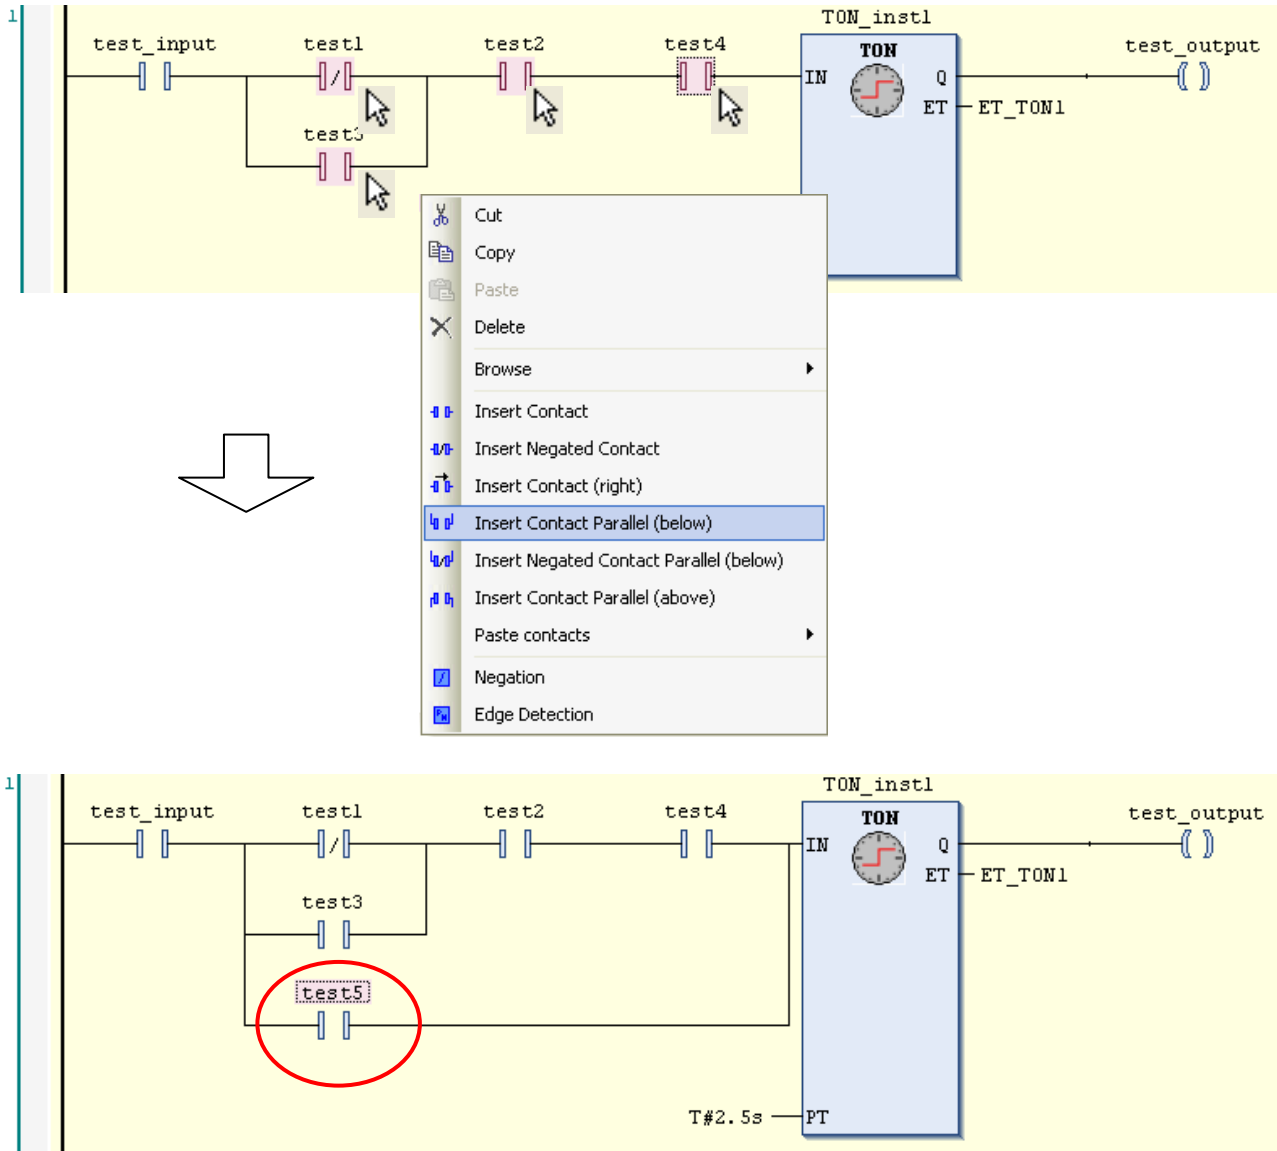 1
TON_inst1
test_input test1 test2 test4 TON test_output
IN Q
ET ET_TON1
test3
Cut
Copy
Paste
Delete
Browse
Insert Contact
Insert Negated Contact
Insert Contact (right)
Insert Contact Parallel (below)
Insert Negated Contact Parallel (below)
Insert Contact Parallel (above)
Paste contacts
Negation
Edge Detection
1
TON_inst1
test_input test1 test2 test4 TON test_output
IN Q
ET ET_TON1
test3
test5
T#2.5s PT